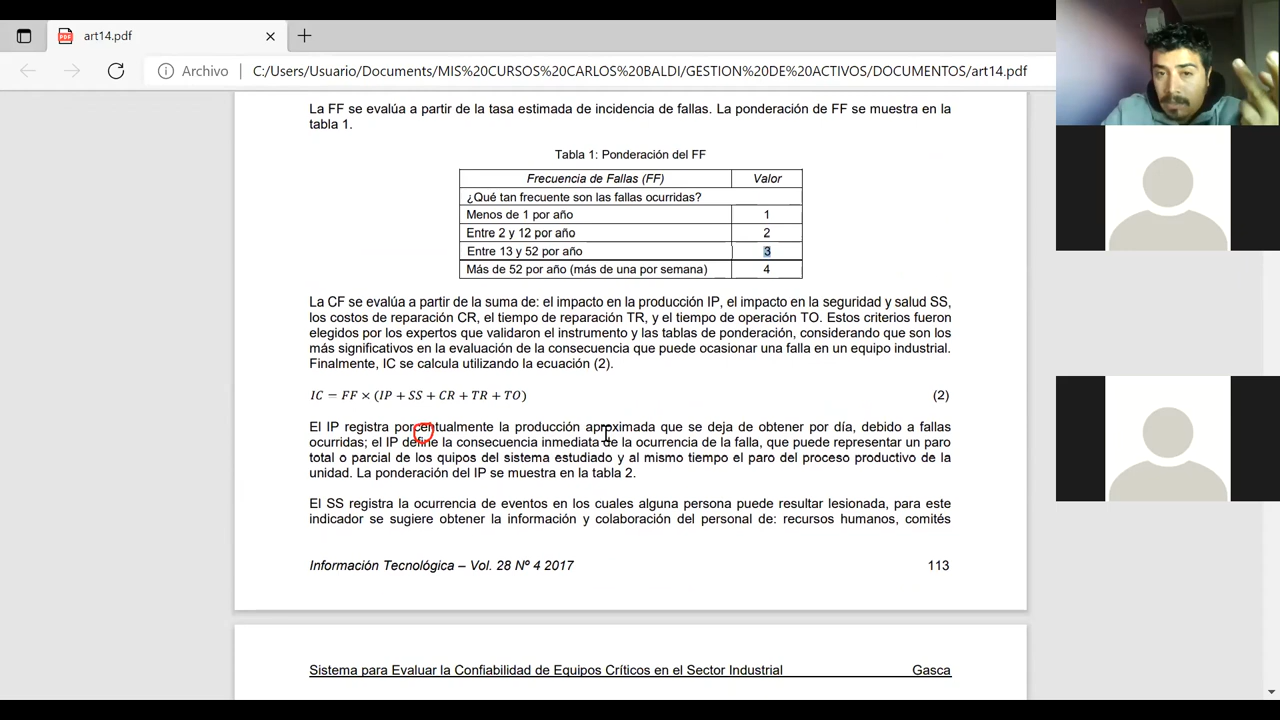 art14.pdf
Archivo C:/Users/Usuario/Documents/MIS%20CURSOS%20CARLOS%20BALDI/GESTION%20DE%20ACTIVOS/DOCUMENTOS/art14.pdf
La FF se evalúa a partir de la tasa estimada de incidencia de fallas. La ponderación de FF se muestra en la
tabla 1.
Tabla 1: Ponderación del FF
Frecuencia de Fallas (FF) Valor
¿Qué tan frecuente son las fallas ocurridas?
Menos de 1 por año 1
Entre 2 y 12 por año 2
Entre 13 y 52 por año 3
Más de 52 por año (más de una por semana) 4
La CF se evalúa a partir de la suma de: el impacto en la producción IP, el impacto en la seguridad y salud SS,
los costos de reparación CR, el tiempo de reparación TR, y el tiempo de operación TO. Estos criterios fueron
elegidos por los expertos que validaron el instrumento y las tablas de ponderación, considerando que son los
más significativos en la evaluación de la consecuencia que puede ocasionar una falla en un equipo industrial.
Finalmente, IC se calcula utilizando la ecuación (2).
IC = FF × (IP + SS + CR + TR + TO) (2)
El IP registra porcentualmente la producción aproximada que se deja de obtener por día, debido a fallas
ocurridas; el IP define la consecuencia inmediata de la ocurrencia de la falla, que puede representar un paro
total o parcial de los quipos del sistema estudiado y al mismo tiempo el paro del proceso productivo de la
unidad. La ponderación del IP se muestra en la tabla 2.
El SS registra la ocurrencia de eventos en los cuales alguna persona puede resultar lesionada, para este
indicador se sugiere obtener la información y colaboración del personal de: recursos humanos, comités
Información Tecnológica – Vol. 28 Nº 4 2017 113
Sistema para Evaluar la Confiabilidad de Equipos Críticos en el Sector Industrial Gasca